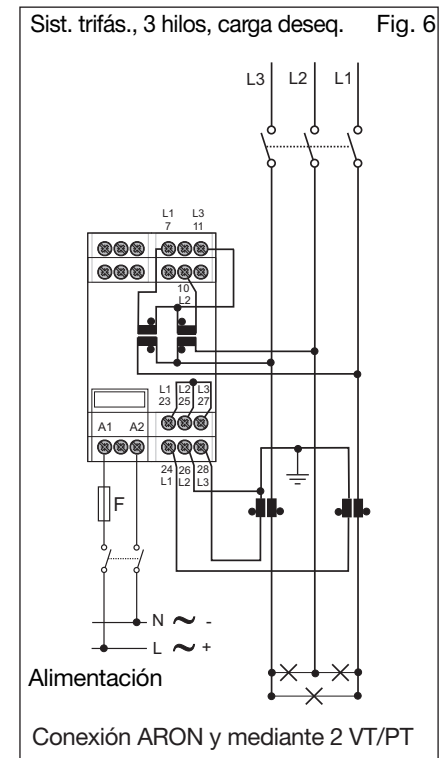 Sist. trifás., 3 hilos, carga deseq. Fig. 6
L3 L2 L1
L1 L3
7 11
10
L2
L1 L2 L3
23 25 27
A1 A2
24 26 28
L1 L2 L3
F
N ~ -
L ~ +
Alimentación
Conexión ARON y mediante 2 VT/PT